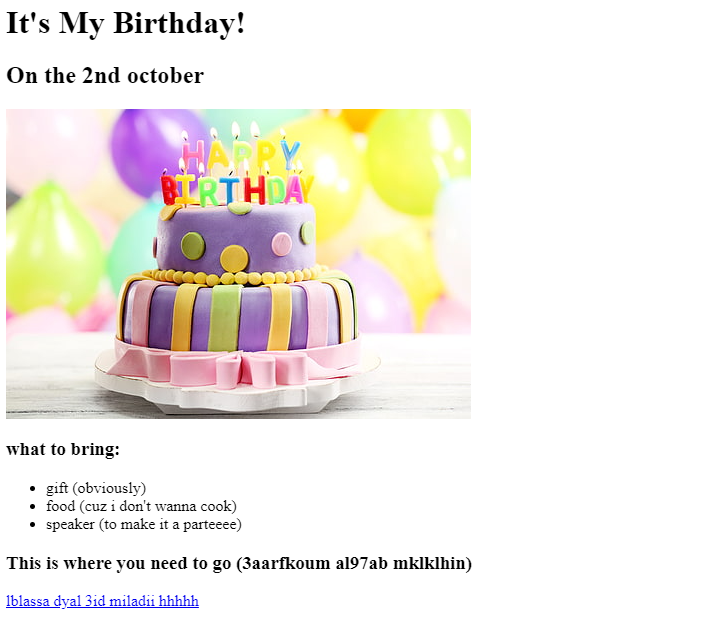 It's My Birthday!
On the 2nd october
HAPPY
BIRTHDAY
what to bring:
gift (obviously)
food (cuz i don't wanna cook)
speaker (to make it a parteeee)
This is where you need to go (3aarfkoum al97ab mklklhin)
lblassa dyal 3id miladii hhhhh